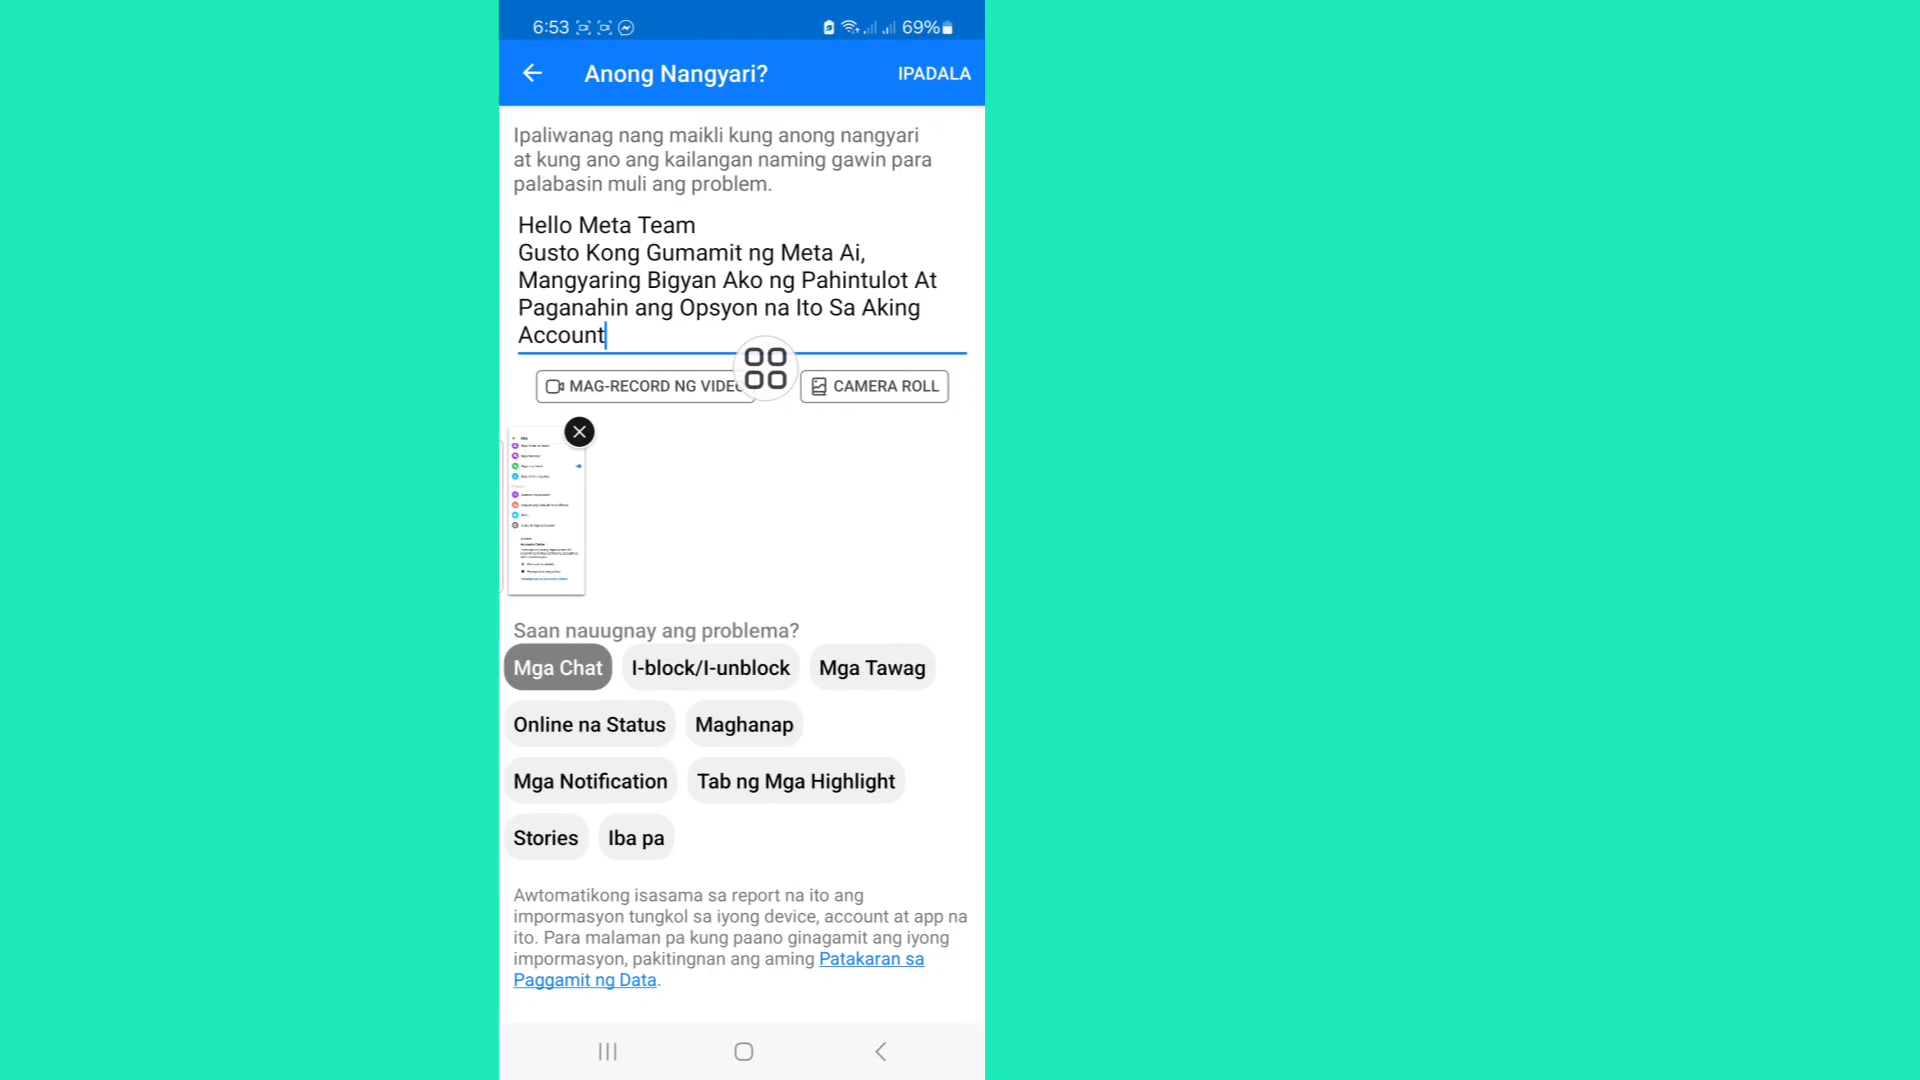 6:53
69%
Anong Nangyari?
IPADALA
Ipaliwanag nang maikli kung anong nangyari
at kung ano ang kailangan naming gawin para
palabasin muli ang problem.
Hello Meta Team
Gusto Kong Gumamit ng Meta Ai,
Mangyaring Bigyan Ako ng Pahintulot At
Paganahin ang Opsyon na Ito Sa Aking
Account
MAG-RECORD NG VIDEO
CAMERA ROLL
Saan nauugnay ang problema?
Mga Chat
I-block/I-unblock
Mga Tawag
Online na Status
Maghanap
Mga Notification
Tab ng Mga Highlight
Stories
Iba pa
Awtomatikong isasama sa report na ito ang
impormasyon tungkol sa iyong device, account at app na
ito. Para malaman pa kung paano ginagamit ang iyong
impormasyon, pakitingnan ang aming Patakaran sa
Paggamit ng Data.